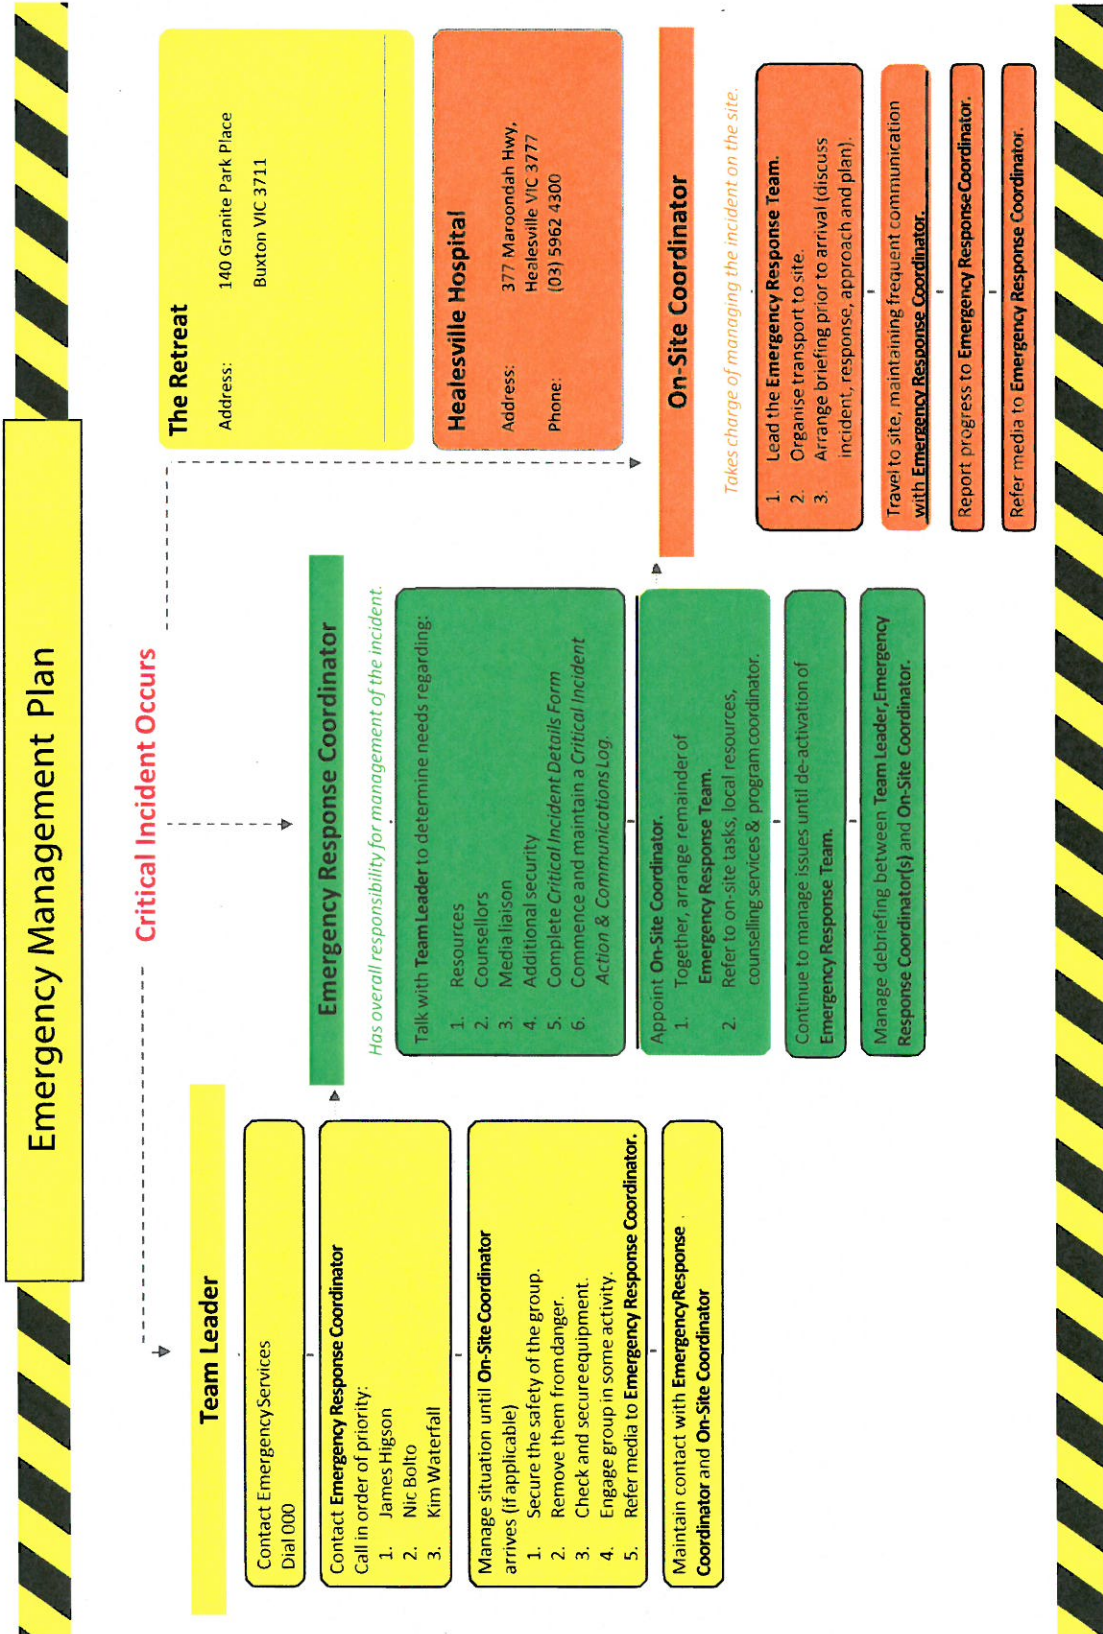 Emergency Management Plan
Critical Incident Occurs
The Retreat
Address: 140 Granite Park Place
Buxton VIC 3711
Healesville Hospital
Address: 377 Maroondah Hwy,
Healesville VIC 3777
Phone: (03) 5962 4300
Team Leader
Contact Emergency Services
Dial 000
Contact Emergency Response Coordinator
Call in order of priority:
1. James Higson
2. Nic Bolto
3. Kim Waterfall
Manage situation until On-Site Coordinator
arrives (if applicable)
1. Secure the safety of the group.
2. Remove them from danger.
3. Check and secure equipment.
4. Engage group in some activity.
5. Refer media to Emergency Response Coordinator.
Maintain contact with Emergency Response
Coordinator and On-Site Coordinator
Emergency Response Coordinator
Has overall responsibility for management of the incident.
Talk with Team Leader to determine needs regarding:
1. Resources
2. Counsellors
3. Media liaison
4. Additional security
5. Complete Critical Incident Details Form
6. Commence and maintain a Critical Incident
Action & Communications Log.
Appoint On-Site Coordinator.
1. Together, arrange remainder of
Emergency Response Team.
2. Refer to on-site tasks, local resources,
counselling services & program coordinator.
Continue to manage issues until de-activation of
Emergency Response Team.
Manage debriefing between Team Leader, Emergency
Response Coordinator(s) and On-Site Coordinator.
On-Site Coordinator
Takes charge of managing the incident on the site.
1. Lead the Emergency Response Team.
2. Organise transport to site.
3. Arrange briefing prior to arrival (discuss
incident, response, approach and plan).
Travel to site, maintaining frequent communication
with Emergency Response Coordinator.
Report progress to Emergency Response Coordinator.
Refer media to Emergency Response Coordinator.